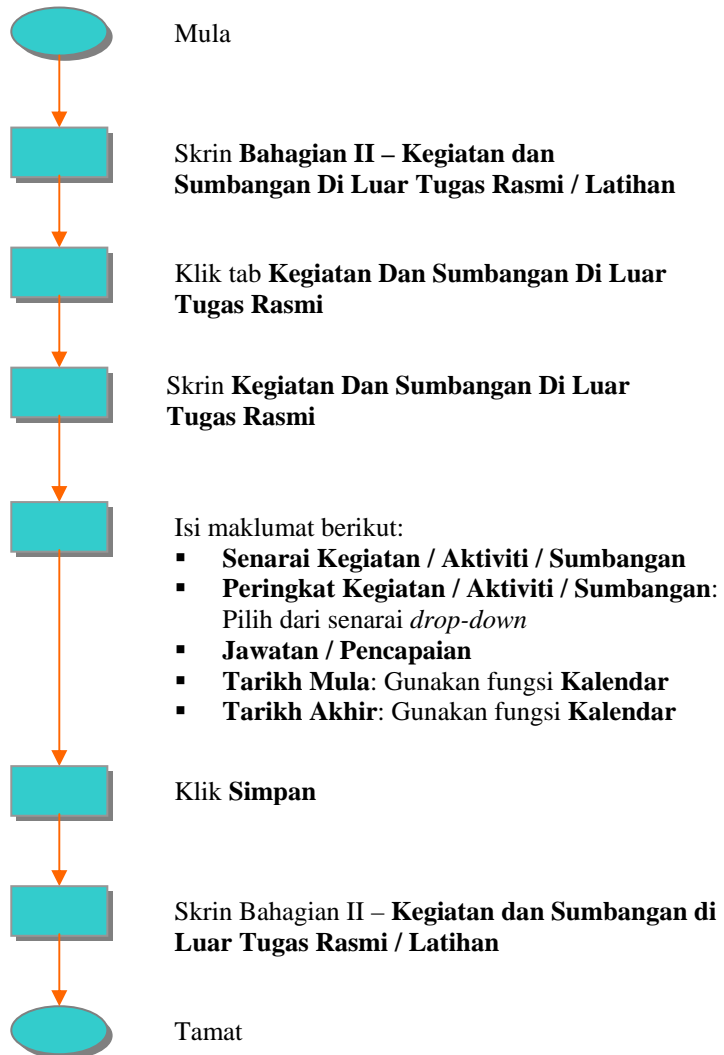 Mula
Skrin Bahagian II – Kegiatan dan
Sumbangan Di Luar Tugas Rasmi / Latihan
Klik tab Kegiatan Dan Sumbangan Di Luar
Tugas Rasmi
Skrin Kegiatan Dan Sumbangan Di Luar
Tugas Rasmi
Isi maklumat berikut:
▪ Senarai Kegiatan / Aktiviti / Sumbangan
▪ Peringkat Kegiatan / Aktiviti / Sumbangan:
Pilih dari senarai drop-down
▪ Jawatan / Pencapaian
▪ Tarikh Mula: Gunakan fungsi Kalendar
▪ Tarikh Akhir: Gunakan fungsi Kalendar
Klik Simpan
Skrin Bahagian II – Kegiatan dan Sumbangan di
Luar Tugas Rasmi / Latihan
Tamat